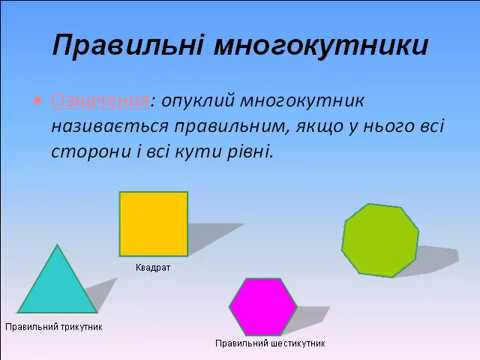 Правильні многокутники
Означення: опуклий многокутник
називається правильним, якщо у нього всі
сторони і всі кути рівні.
Квадрат
Правильний трикутник
Правильний шестикутник